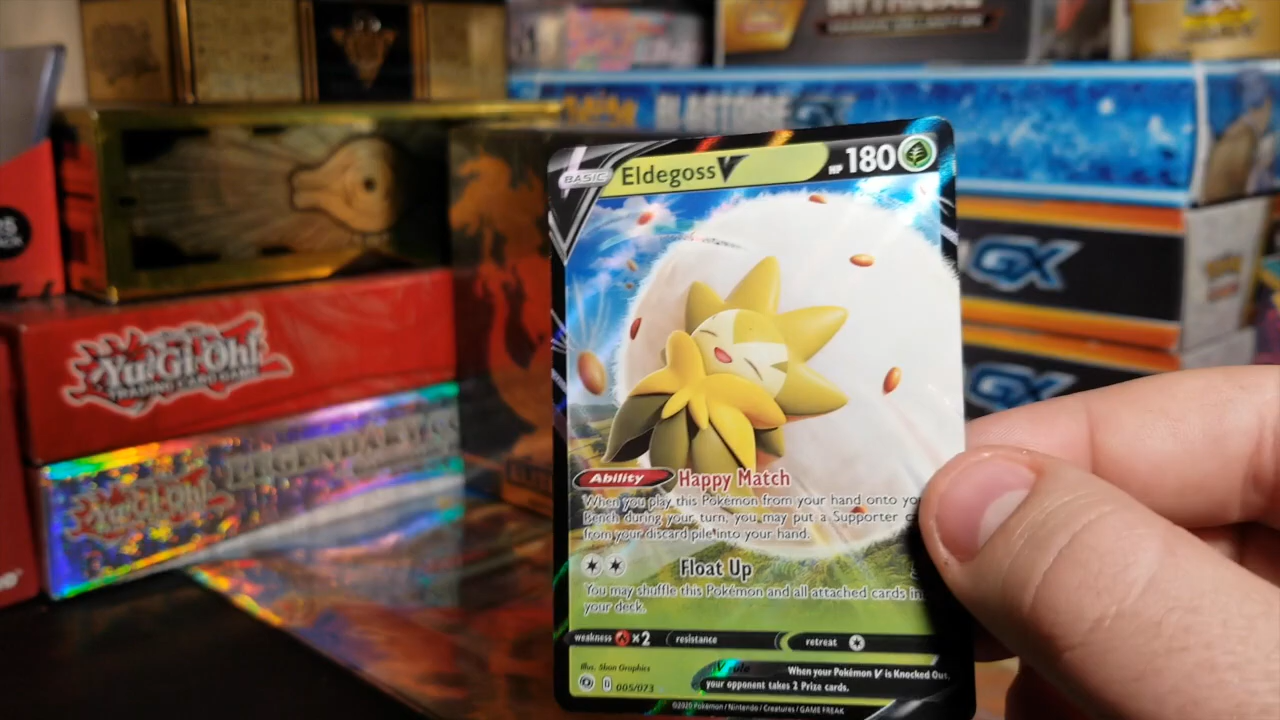 MYTHICAL
BLASTOISE GX
BASIC
Eldegoss V
HP 180
GX
GX
Yu-Gi-Oh!
TRADING CARD GAME
LEGENDARY
Yu-Gi-Oh!
Ability Happy Match
When you play this Pokémon from your hand onto yo
Bench during your turn, you may put a Supporter c
from your discard pile into your hand.
Float Up
You may shuffle this Pokémon and all attached cards in
your deck.
weakness ×2 resistance retreat
Illus. 5ban Graphics
V rule When your Pokémon V is Knocked Out,
your opponent takes 2 Prize cards.
D 005/073
©2020 Pokémon / Nintendo / Creatures / GAME FREAK